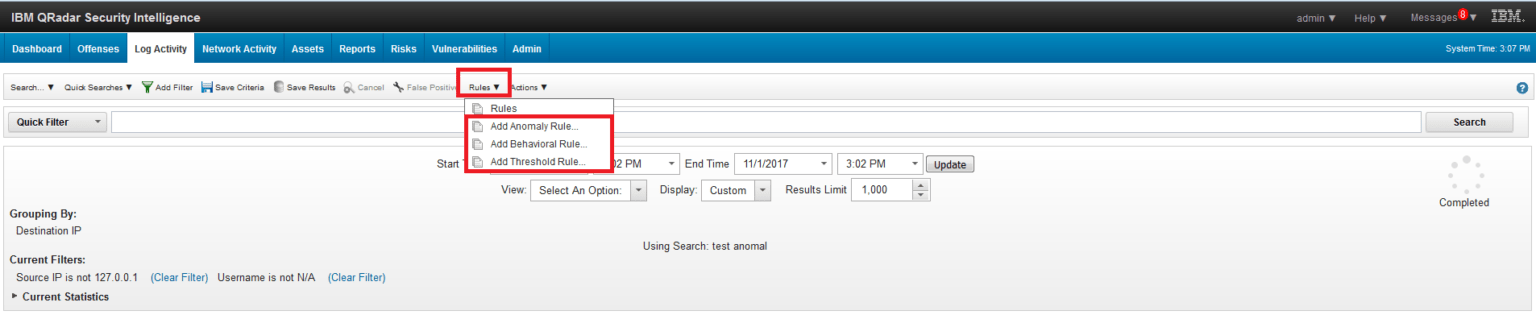 IBM QRadar Security Intelligence
admin ▼ Help ▼ Messages 8 ▼ IBM.
Dashboard Offenses Log Activity Network Activity Assets Reports Risks Vulnerabilities Admin System Time: 3:07 PM
Search... ▼ Quick Searches ▼ Add Filter Save Criteria Save Results Cancel False Positive Rules ▼ Actions ▼ ?
Rules
Quick Filter Search
Add Anomaly Rule...
Add Behavioral Rule...
Add Threshold Rule...
Start 02 PM End Time 11/1/2017 3:02 PM Update
View: Select An Option: Display: Custom Results Limit 1,000
Completed
Grouping By:
Destination IP
Using Search: test anomal
Current Filters:
Source IP is not 127.0.0.1 (Clear Filter) Username is not N/A (Clear Filter)
Current Statistics